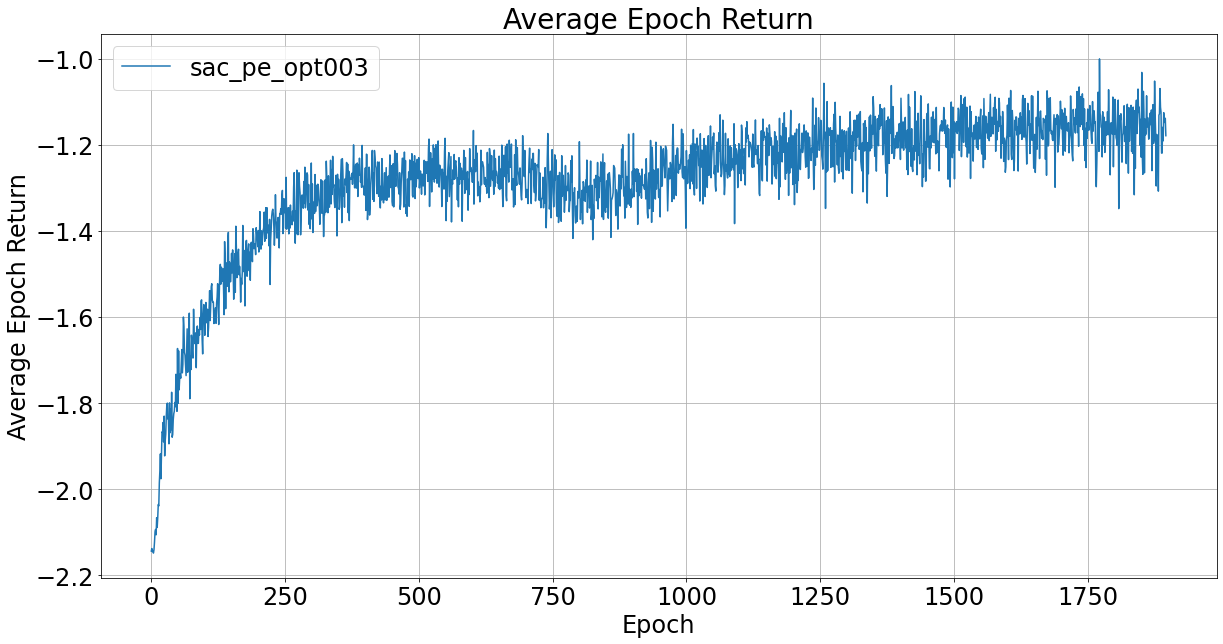 Average Epoch Return
sac_pe_opt003
Average Epoch Return
−1.0
−1.2
−1.4
−1.6
−1.8
−2.0
−2.2
0 250 500 750 1000 1250 1500 1750
Epoch